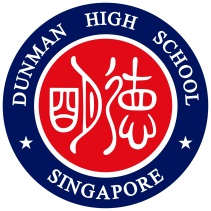 DUNMAN HIGH SCHOOL
德明
SINGAPORE